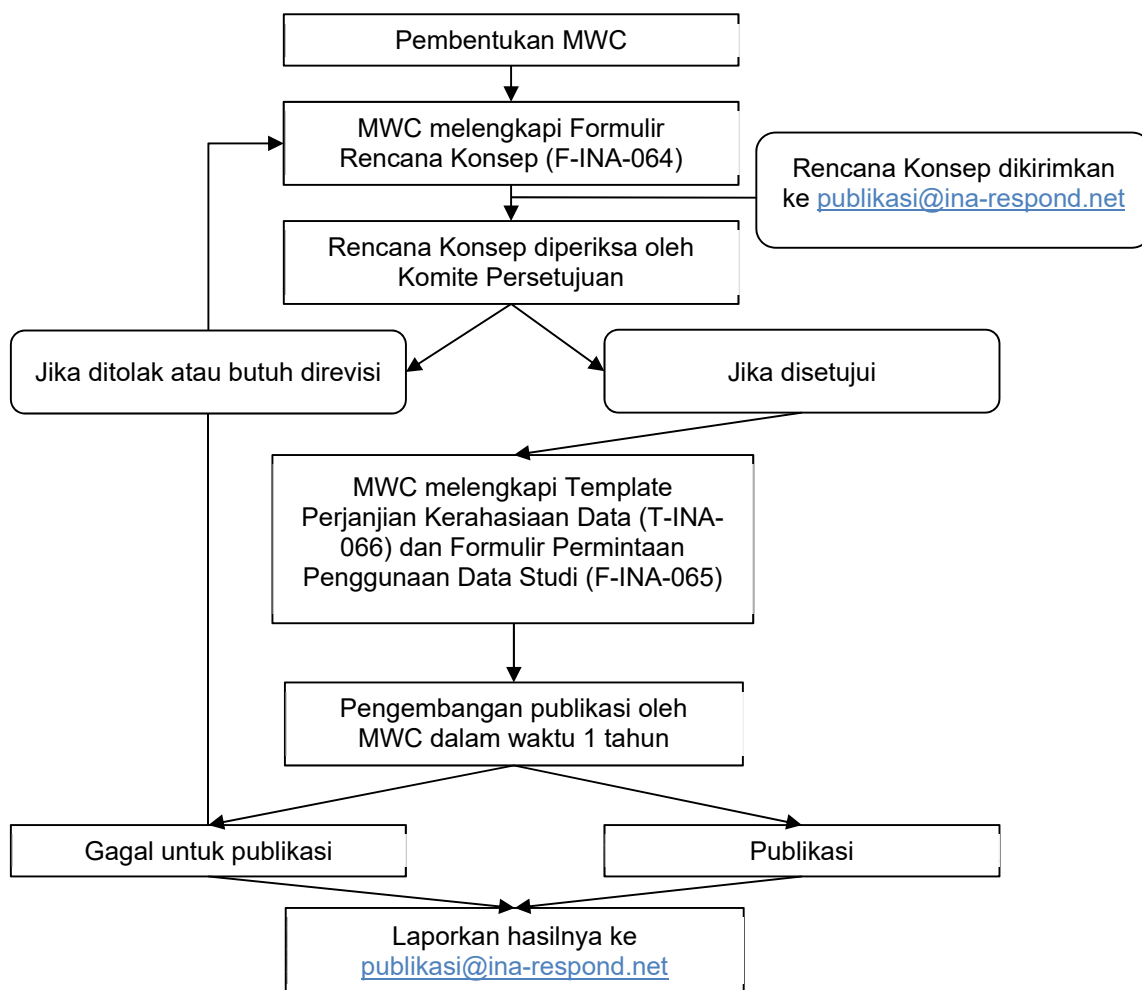 Pembentukan MWC
MWC melengkapi Formulir
Rencana Konsep (F-INA-064)
Rencana Konsep dikirimkan
ke publikasi@ina-respond.net
Rencana Konsep diperiksa oleh
Komite Persetujuan
Jika ditolak atau butuh direvisi
Jika disetujui
MWC melengkapi Template
Perjanjian Kerahasiaan Data (T-INA-
066) dan Formulir Permintaan
Penggunaan Data Studi (F-INA-065)
Pengembangan publikasi oleh
MWC dalam waktu 1 tahun
Gagal untuk publikasi
Publikasi
Laporkan hasilnya ke
publikasi@ina-respond.net